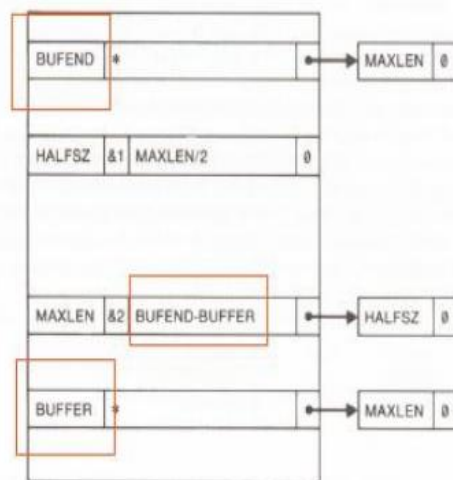 BUFEND * MAXLEN 0
HALFSZ &1 MAXLEN/2 0
MAXLEN &2 BUFEND-BUFFER HALFSZ 0
BUFFER * MAXLEN 0